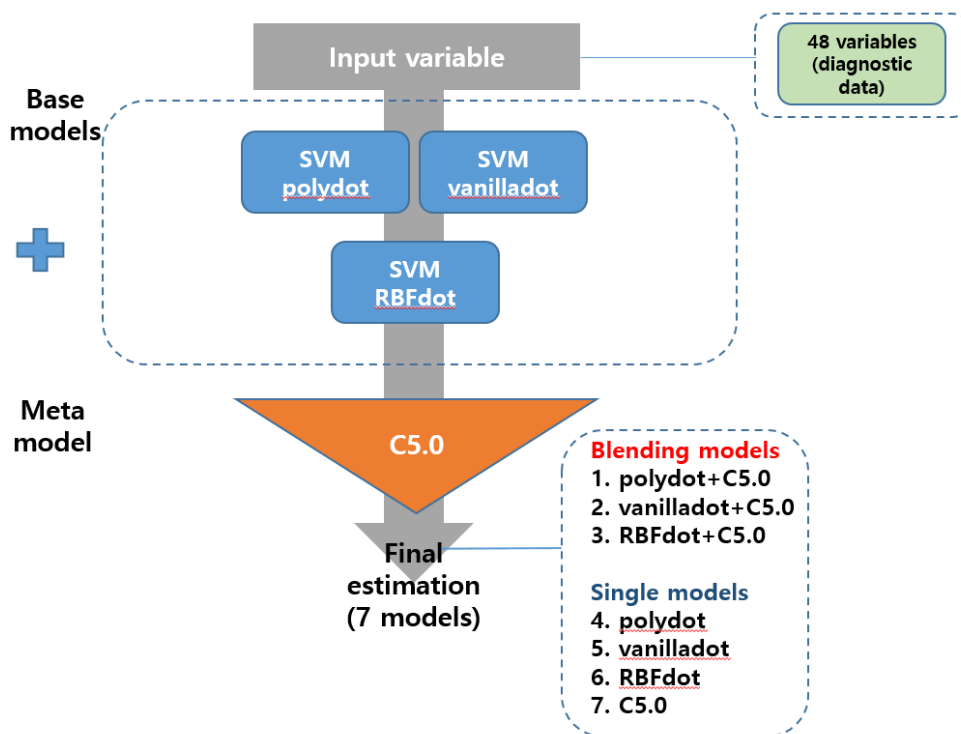 Input variable
48 variables
(diagnostic
data)
Base
models
SVM
polydot
SVM
vanilladot
SVM
RBFdot
Meta
model
C5.0
Final
estimation
(7 models)
Blending models
1. polydot+C5.0
2. vanilladot+C5.0
3. RBFdot+C5.0
Single models
4. polydot
5. vanilladot
6. RBFdot
7. C5.0